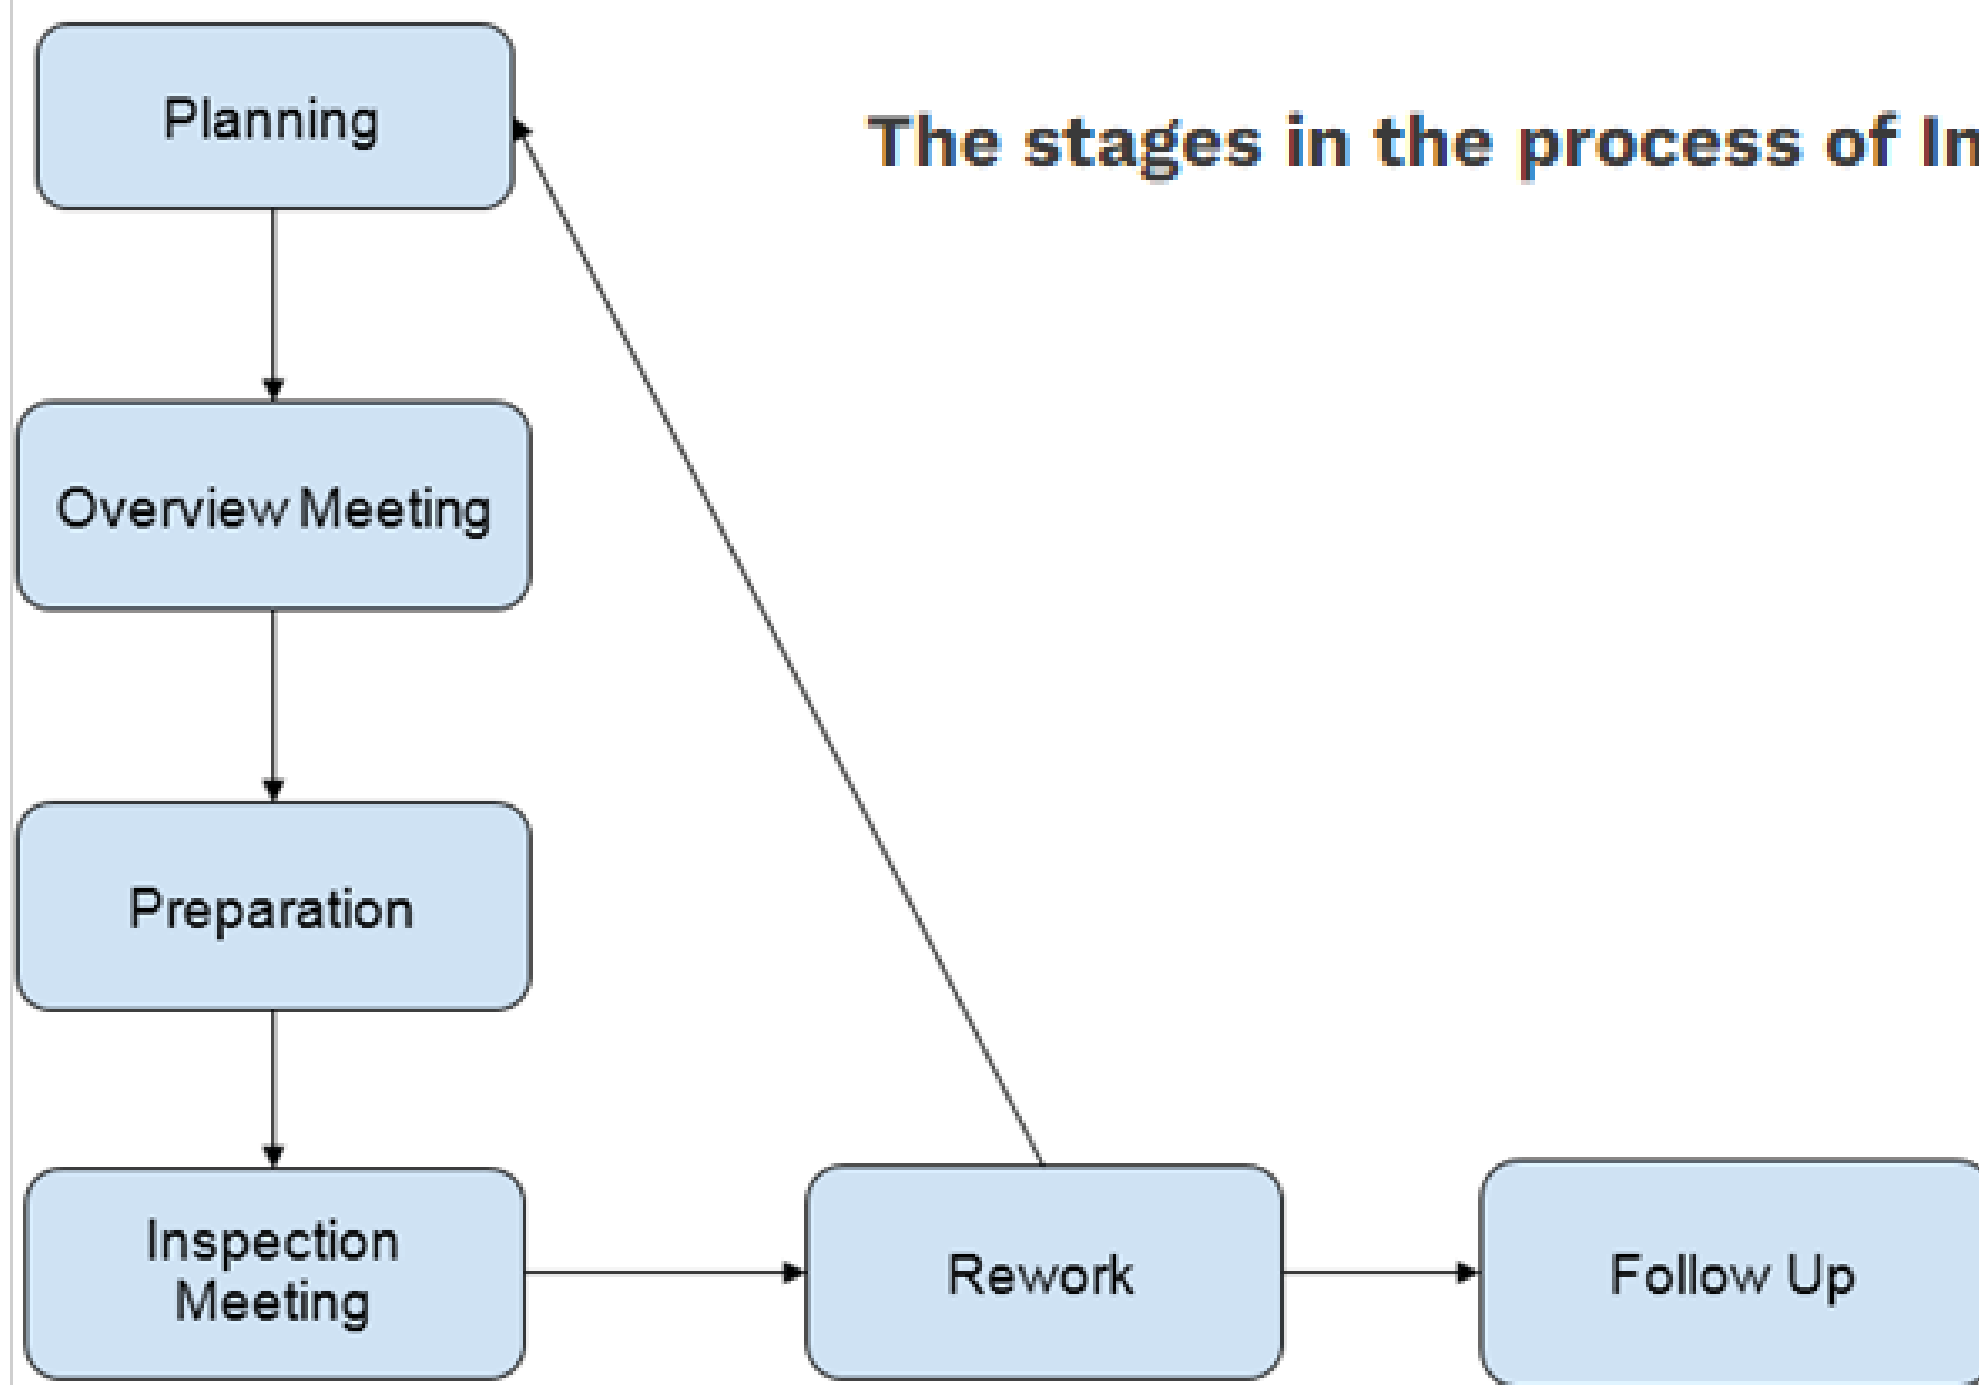 Planning
The stages in the process of In
Overview Meeting
Preparation
Inspection
Meeting
Rework
Follow Up